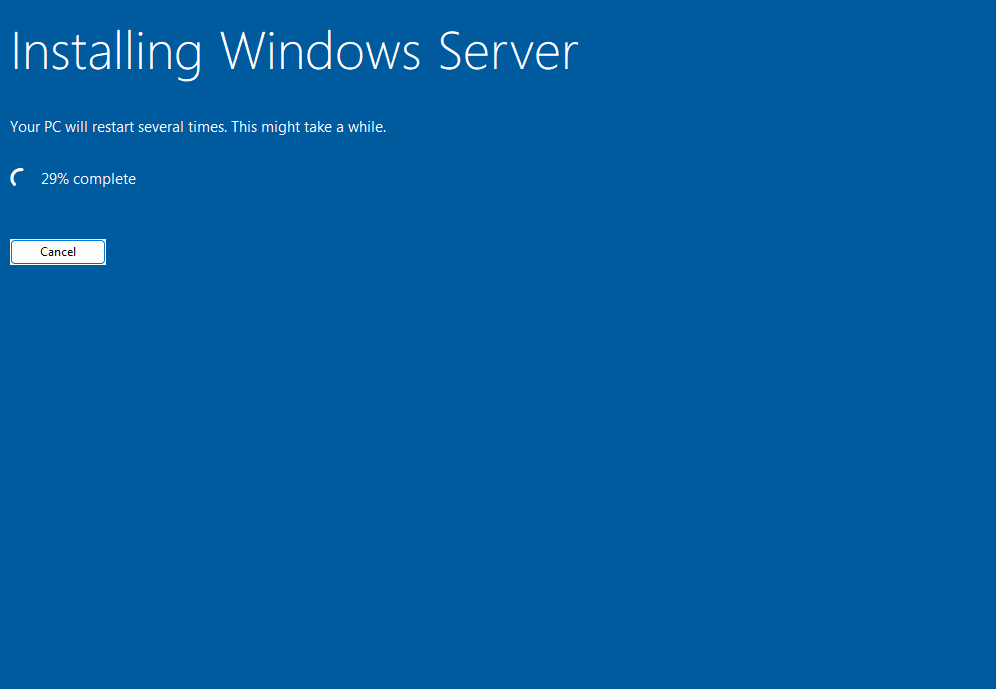 Installing Windows Server
Your PC will restart several times. This might take a while.
29% complete
Cancel